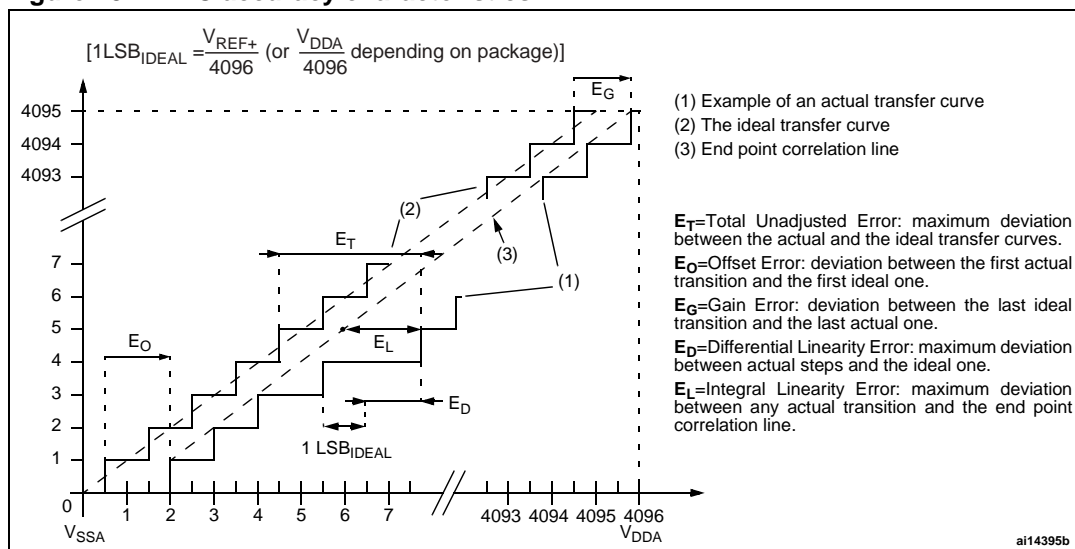 [1LSB_IDEAL = V_REF+ / 4096 (or V_DDA / 4096 depending on package)]
E_G
4095
4094
4093
(1) Example of an actual transfer curve
(2) The ideal transfer curve
(3) End point correlation line
(2)
E_T
(3)
(1)
7
6
5
4
3
2
1
0
E_O
E_L
E_D
1 LSB_IDEAL
E_T=Total Unadjusted Error: maximum deviation
between the actual and the ideal transfer curves.
E_O=Offset Error: deviation between the first actual
transition and the first ideal one.
E_G=Gain Error: deviation between the last ideal
transition and the last actual one.
E_D=Differential Linearity Error: maximum deviation
between actual steps and the ideal one.
E_L=Integral Linearity Error: maximum deviation
between any actual transition and the end point
correlation line.
1 2 3 4 5 6 7 4093 4094 4095 4096
V_SSA V_DDA
ai14395b